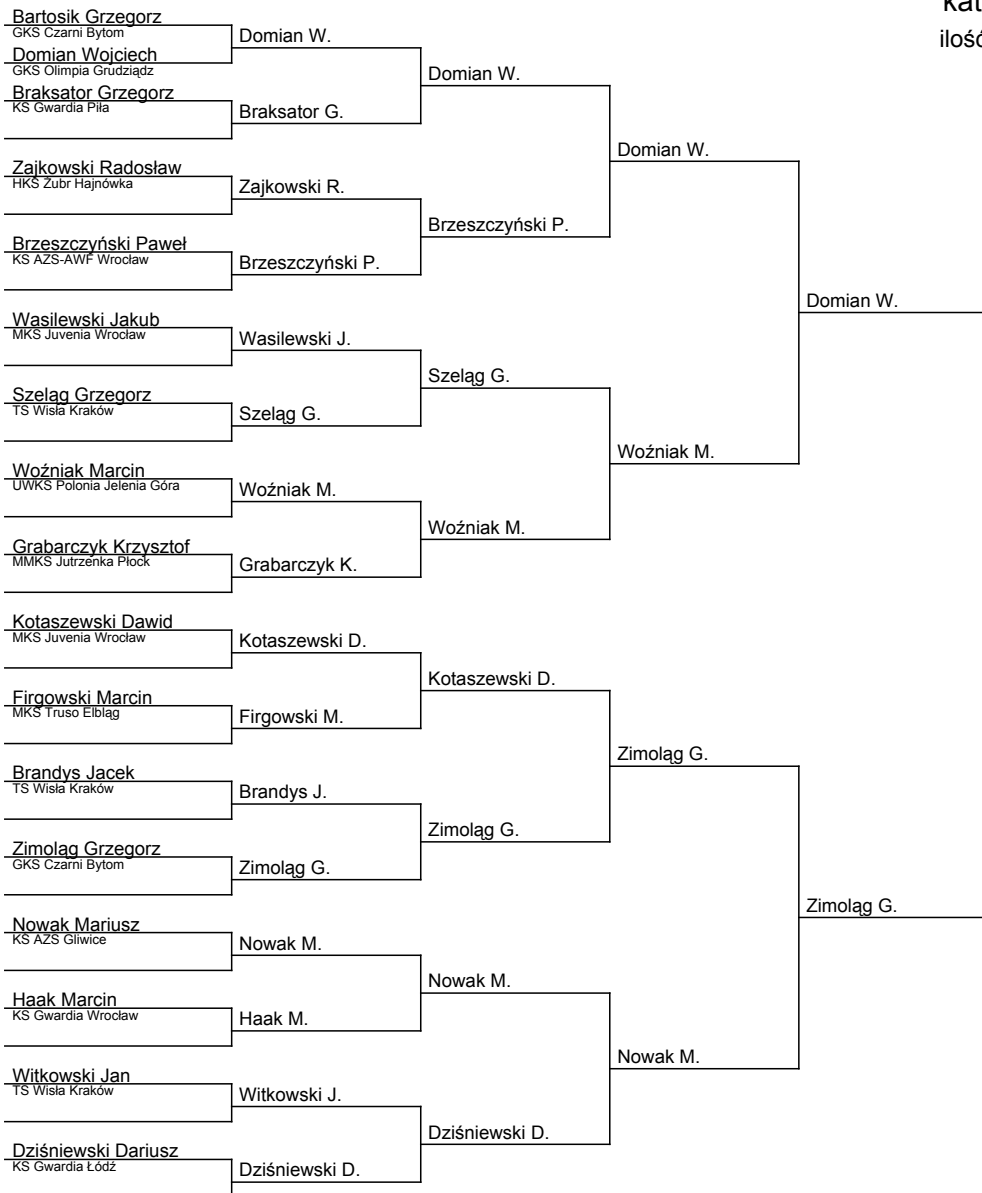 kat
ilość
Bartosik Grzegorz
GKS Czarni Bytom
Domian W.
Domian Wojciech
GKS Olimpia Grudziądz
Domian W.
Braksator Grzegorz
KS Gwardia Piła
Braksator G.
Domian W.
Zajkowski Radosław
HKS Żubr Hajnówka
Zajkowski R.
Brzeszczyński P.
Brzeszczyński Paweł
KS AZS-AWF Wrocław
Brzeszczyński P.
Domian W.
Wasilewski Jakub
MKS Juvenia Wrocław
Wasilewski J.
Szeląg G.
Szeląg Grzegorz
TS Wisła Kraków
Szeląg G.
Woźniak M.
Woźniak Marcin
UWKS Polonia Jelenia Góra
Woźniak M.
Woźniak M.
Grabarczyk Krzysztof
MMKS Jutrzenka Płock
Grabarczyk K.
Kotaszewski Dawid
MKS Juvenia Wrocław
Kotaszewski D.
Kotaszewski D.
Firgowski Marcin
MKS Truso Elbląg
Firgowski M.
Zimoląg G.
Brandys Jacek
TS Wisła Kraków
Brandys J.
Zimoląg G.
Zimoląg Grzegorz
GKS Czarni Bytom
Zimoląg G.
Zimoląg G.
Nowak Mariusz
KS AZS Gliwice
Nowak M.
Nowak M.
Haak Marcin
KS Gwardia Wrocław
Haak M.
Nowak M.
Witkowski Jan
TS Wisła Kraków
Witkowski J.
Dziśniewski D.
Dziśniewski Dariusz
KS Gwardia Łódź
Dziśniewski D.